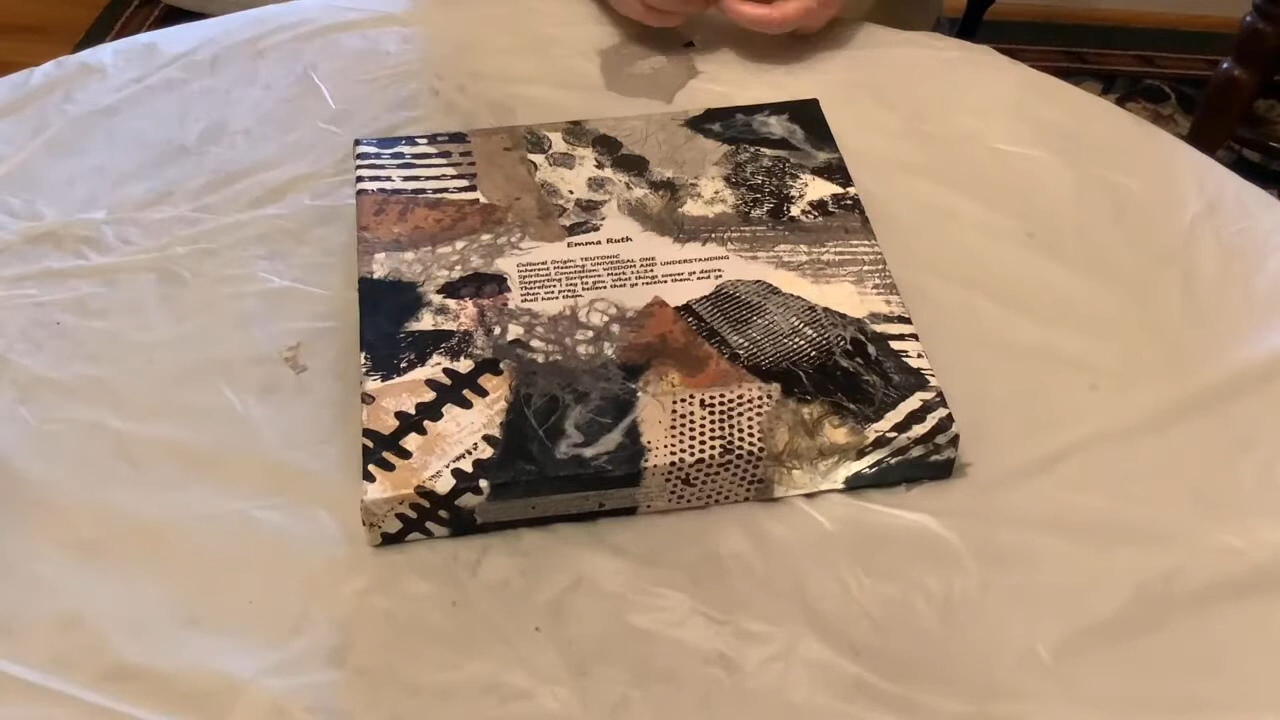 Emma Ruth
Cultural Origin: TEUTONIC
Inherent Meaning: UNIVERSAL ONE
Spiritual Connotation: WISDOM AND UNDERSTANDING
Supporting Scripture: Mark 11:24
Therefore I say to you, What things soever ye desire,
when we pray, believe that ye receive them, and ye
shall have them.